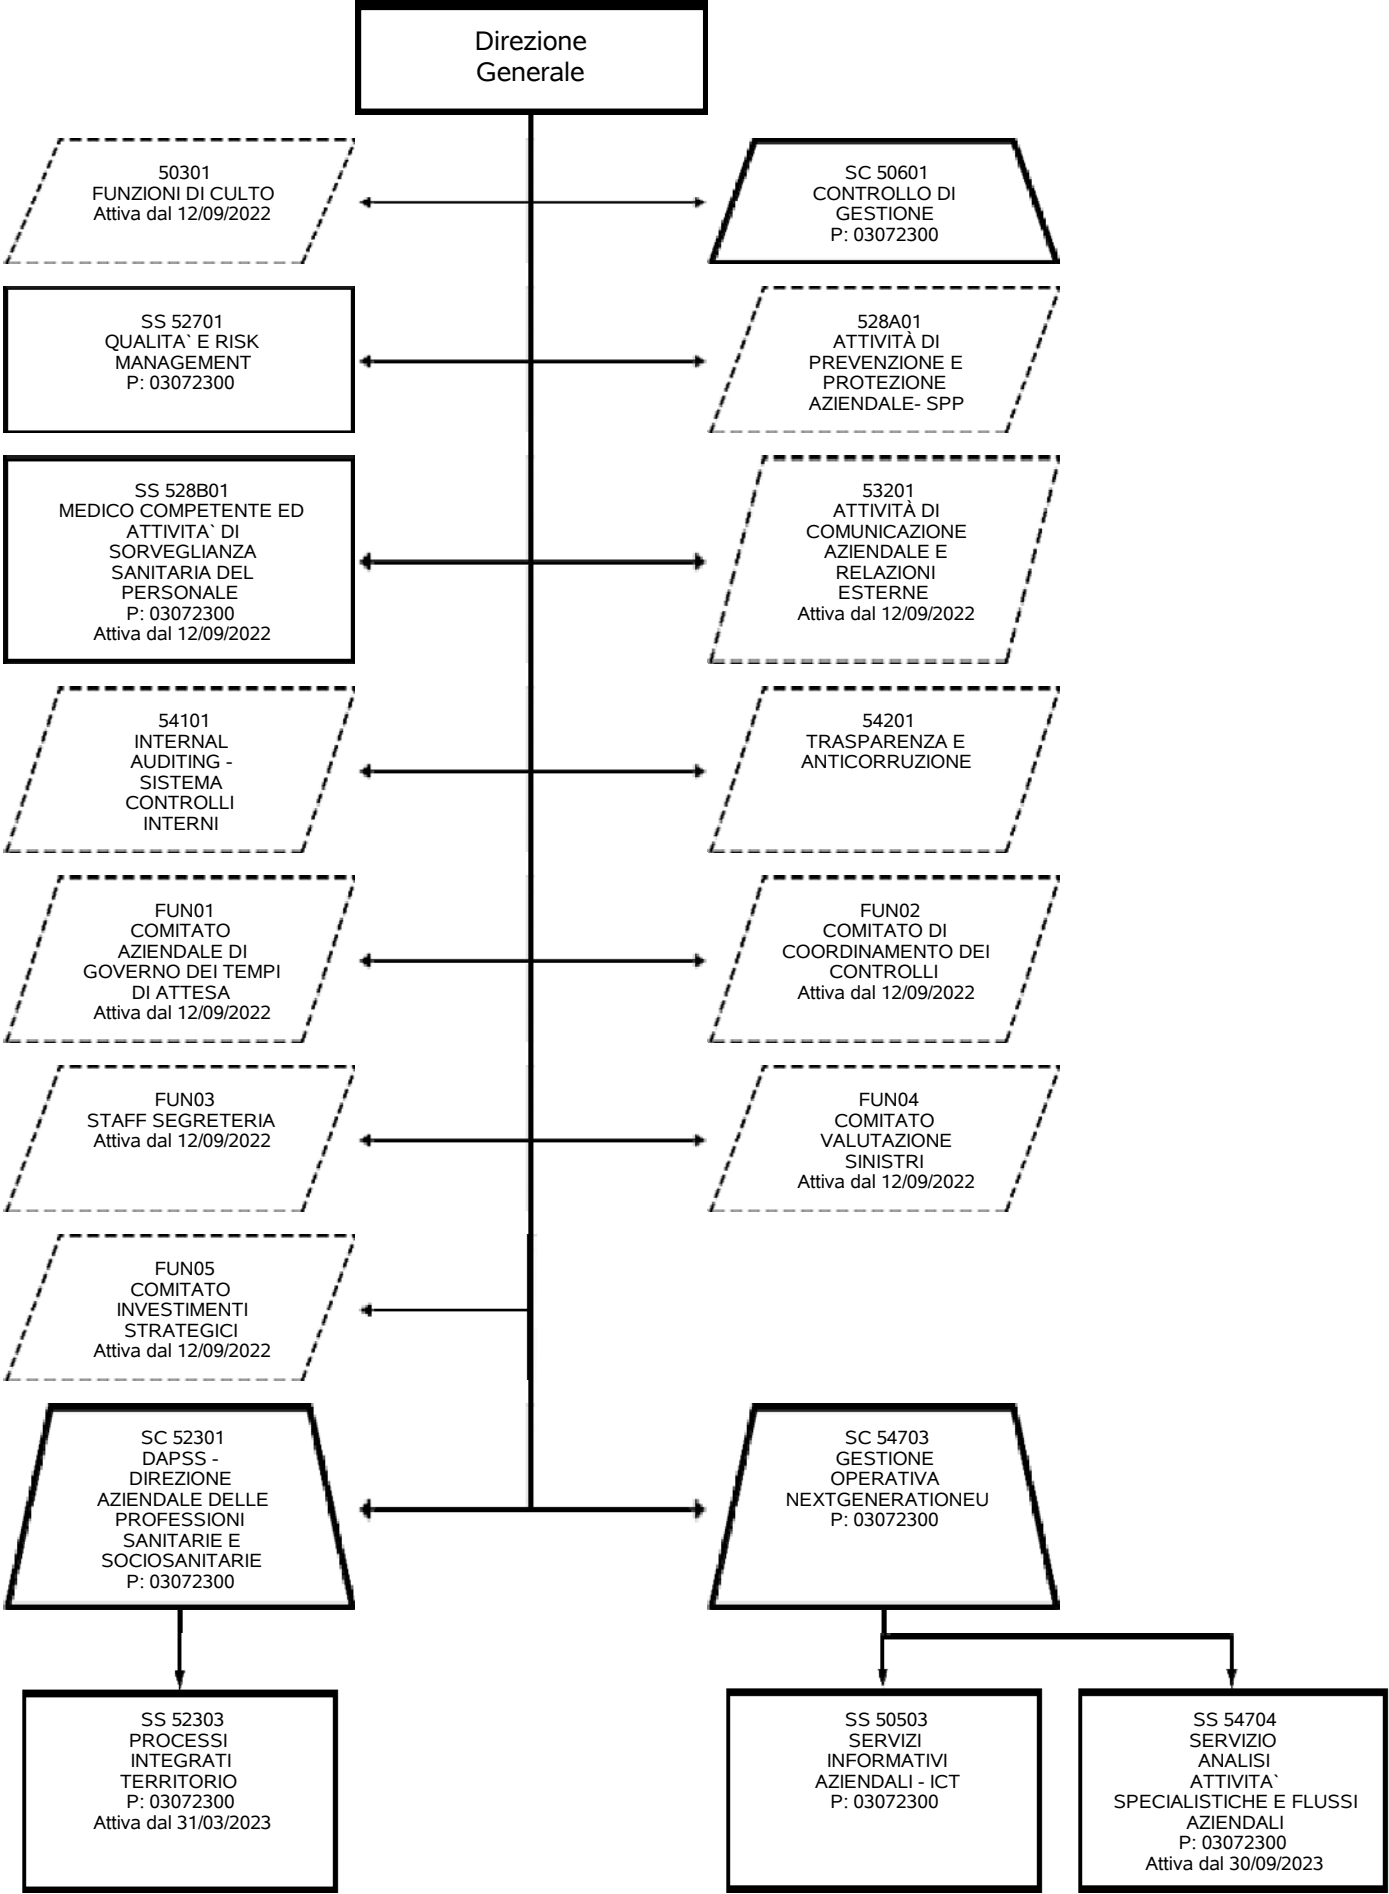 Direzione
Generale
50301
FUNZIONI DI CULTO
Attiva dal 12/09/2022
SC 50601
CONTROLLO DI
GESTIONE
P: 03072300
SS 52701
QUALITA` E RISK
MANAGEMENT
P: 03072300
528A01
ATTIVITÀ DI
PREVENZIONE E
PROTEZIONE
AZIENDALE- SPP
SS 528B01
MEDICO COMPETENTE ED
ATTIVITA` DI
SORVEGLIANZA
SANITARIA DEL
PERSONALE
P: 03072300
Attiva dal 12/09/2022
53201
ATTIVITÀ DI
COMUNICAZIONE
AZIENDALE E
RELAZIONI
ESTERNE
Attiva dal 12/09/2022
54101
INTERNAL
AUDITING -
SISTEMA
CONTROLLI
INTERNI
54201
TRASPARENZA E
ANTICORRUZIONE
FUN01
COMITATO
AZIENDALE DI
GOVERNO DEI TEMPI
DI ATTESA
Attiva dal 12/09/2022
FUN02
COMITATO DI
COORDINAMENTO DEI
CONTROLLI
Attiva dal 12/09/2022
FUN03
STAFF SEGRETERIA
Attiva dal 12/09/2022
FUN04
COMITATO
VALUTAZIONE
SINISTRI
Attiva dal 12/09/2022
FUN05
COMITATO
INVESTIMENTI
STRATEGICI
Attiva dal 12/09/2022
SC 52301
DAPSS -
DIREZIONE
AZIENDALE DELLE
PROFESSIONI
SANITARIE E
SOCIOSANITARIE
P: 03072300
SC 54703
GESTIONE
OPERATIVA
NEXTGENERATIONEU
P: 03072300
SS 52303
PROCESSI
INTEGRATI
TERRITORIO
P: 03072300
Attiva dal 31/03/2023
SS 50503
SERVIZI
INFORMATIVI
AZIENDALI - ICT
P: 03072300
SS 54704
SERVIZIO
ANALISI
ATTIVITA`
SPECIALISTICHE E FLUSSI
AZIENDALI
P: 03072300
Attiva dal 30/09/2023